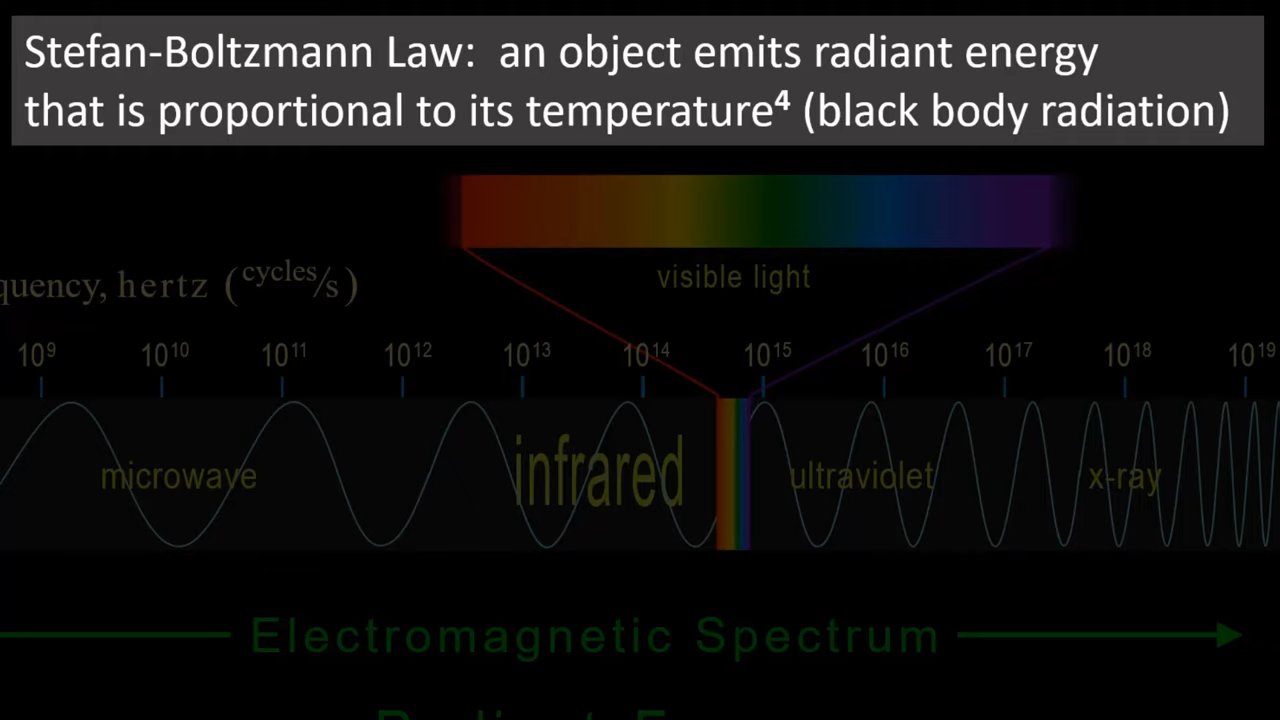 Stefan-Boltzmann Law: an object emits radiant energy
that is proportional to its temperature⁴ (black body radiation)
visible light
quency, hertz (cycles/s)
10⁹ 10¹⁰ 10¹¹ 10¹² 10¹³ 10¹⁴ 10¹⁵ 10¹⁶ 10¹⁷ 10¹⁸ 10¹⁹
microwave infrared ultraviolet x-ray
Electromagnetic Spectrum